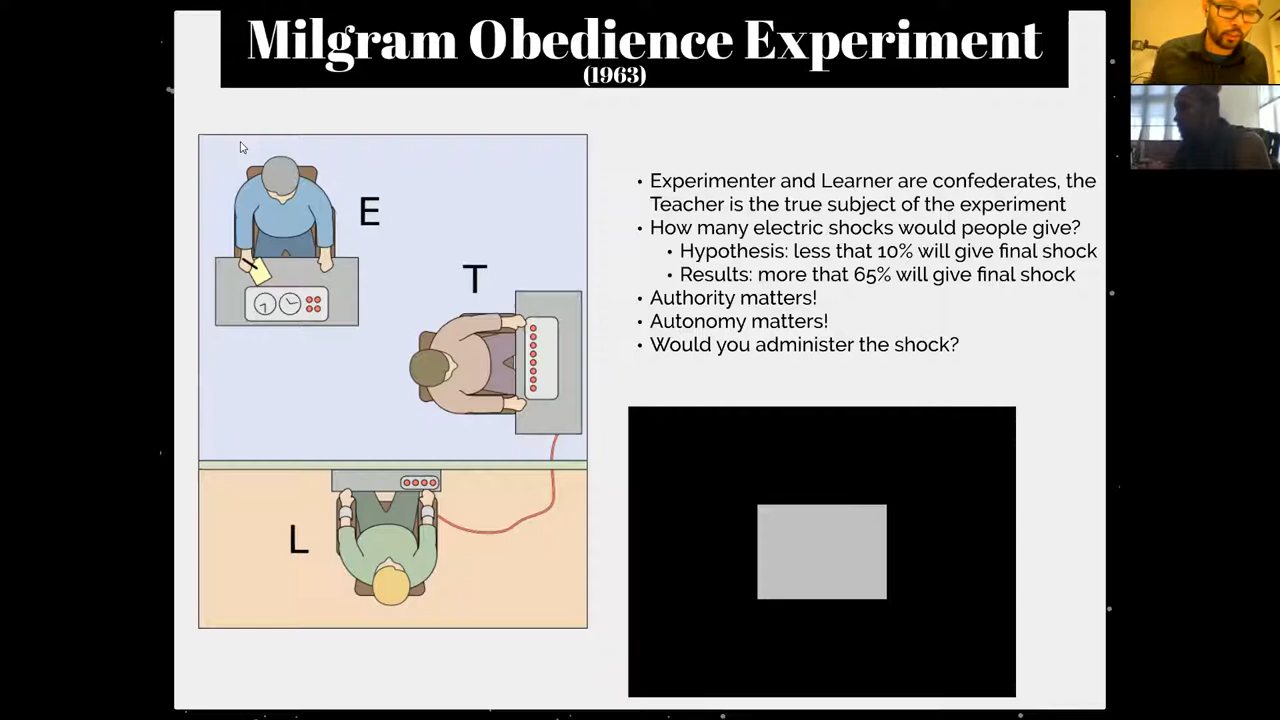 Milgram Obedience Experiment
(1963)
E
T
L
• Experimenter and Learner are confederates, the
Teacher is the true subject of the experiment
• How many electric shocks would people give?
• Hypothesis: less that 10% will give final shock
• Results: more that 65% will give final shock
• Authority matters!
• Autonomy matters!
• Would you administer the shock?